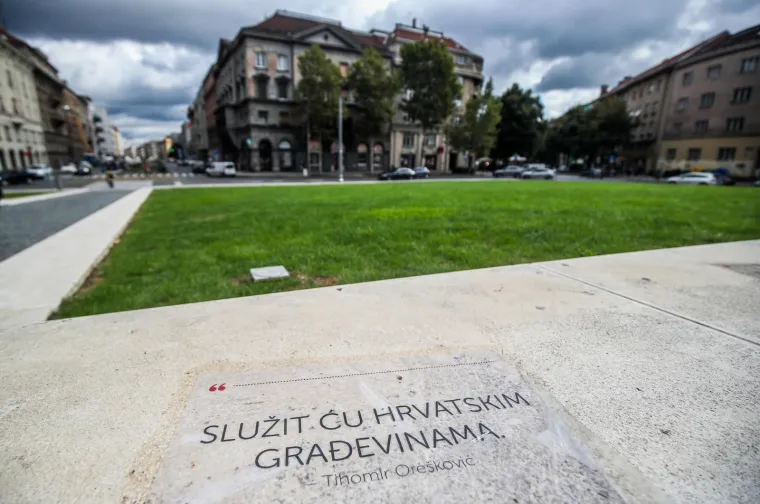 “
SLUŽIT ĆU HRVATSKIM
GRAĐEVINAMA.
– Tihomir Orešković